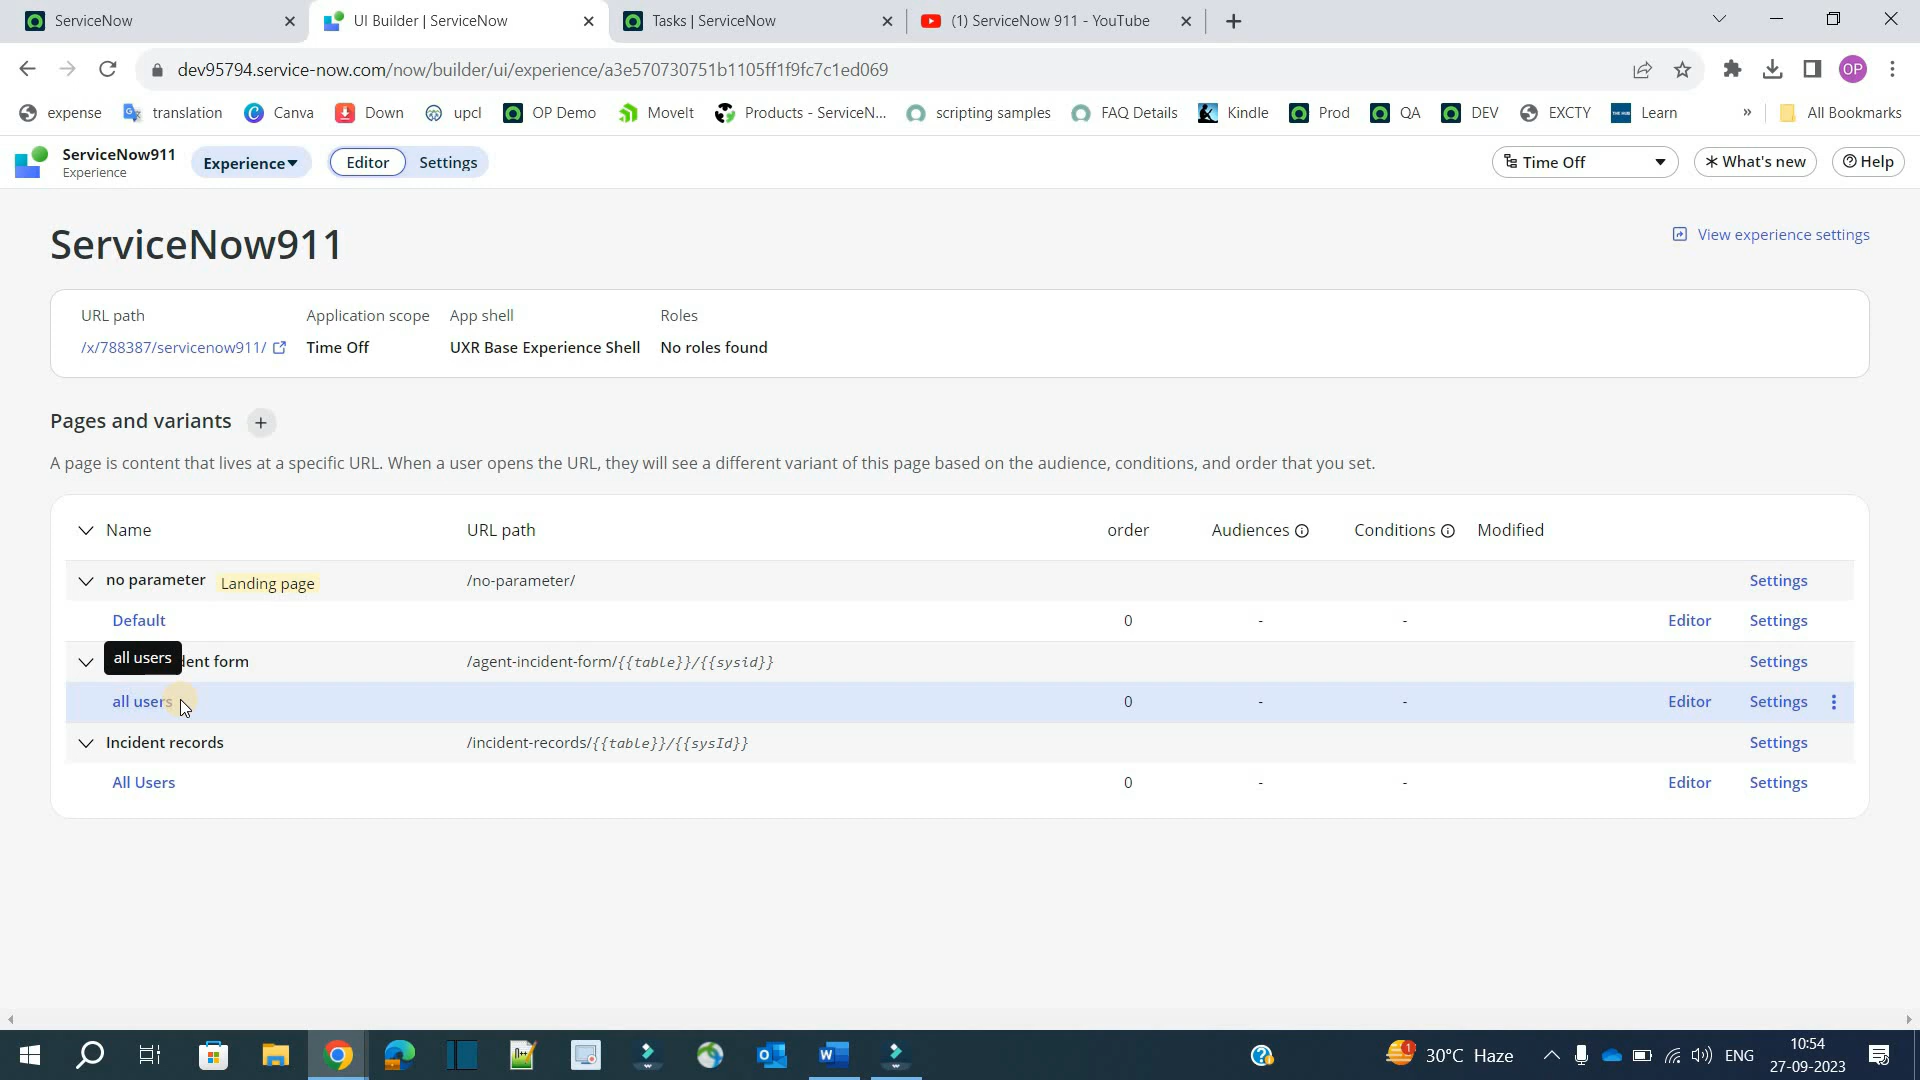 ServiceNow
UI Builder | ServiceNow
Tasks | ServiceNow
(1) ServiceNow 911 - YouTube
dev95794.service-now.com/now/builder/ui/experience/a3e570730751b1105ff1f9fc7c1ed069
OP
expense
translation
Canva
Down
upcl
OP Demo
MoveIt
Products - ServiceN...
scripting samples
FAQ Details
Kindle
Prod
QA
DEV
EXCTY
Learn
»
All Bookmarks
ServiceNow911
Experience
Experience
Editor
Settings
Time Off
What's new
Help
ServiceNow911
View experience settings
URL path Application scope App shell Roles
/x/788387/servicenow911/ Time Off UXR Base Experience Shell No roles found
Pages and variants +
A page is content that lives at a specific URL. When a user opens the URL, they will see a different variant of this page based on the audience, conditions, and order that you set.
Name URL path order Audiences Conditions Modified
no parameter Landing page /no-parameter/ Settings
Default 0 - - Editor Settings
all users dent form /agent-incident-form/{{table}}/{{sysid}} Settings
all users 0 - - Editor Settings
Incident records /incident-records/{{table}}/{{sysId}} Settings
All Users 0 - - Editor Settings
1 30°C Haze
ENG
10:54
27-09-2023